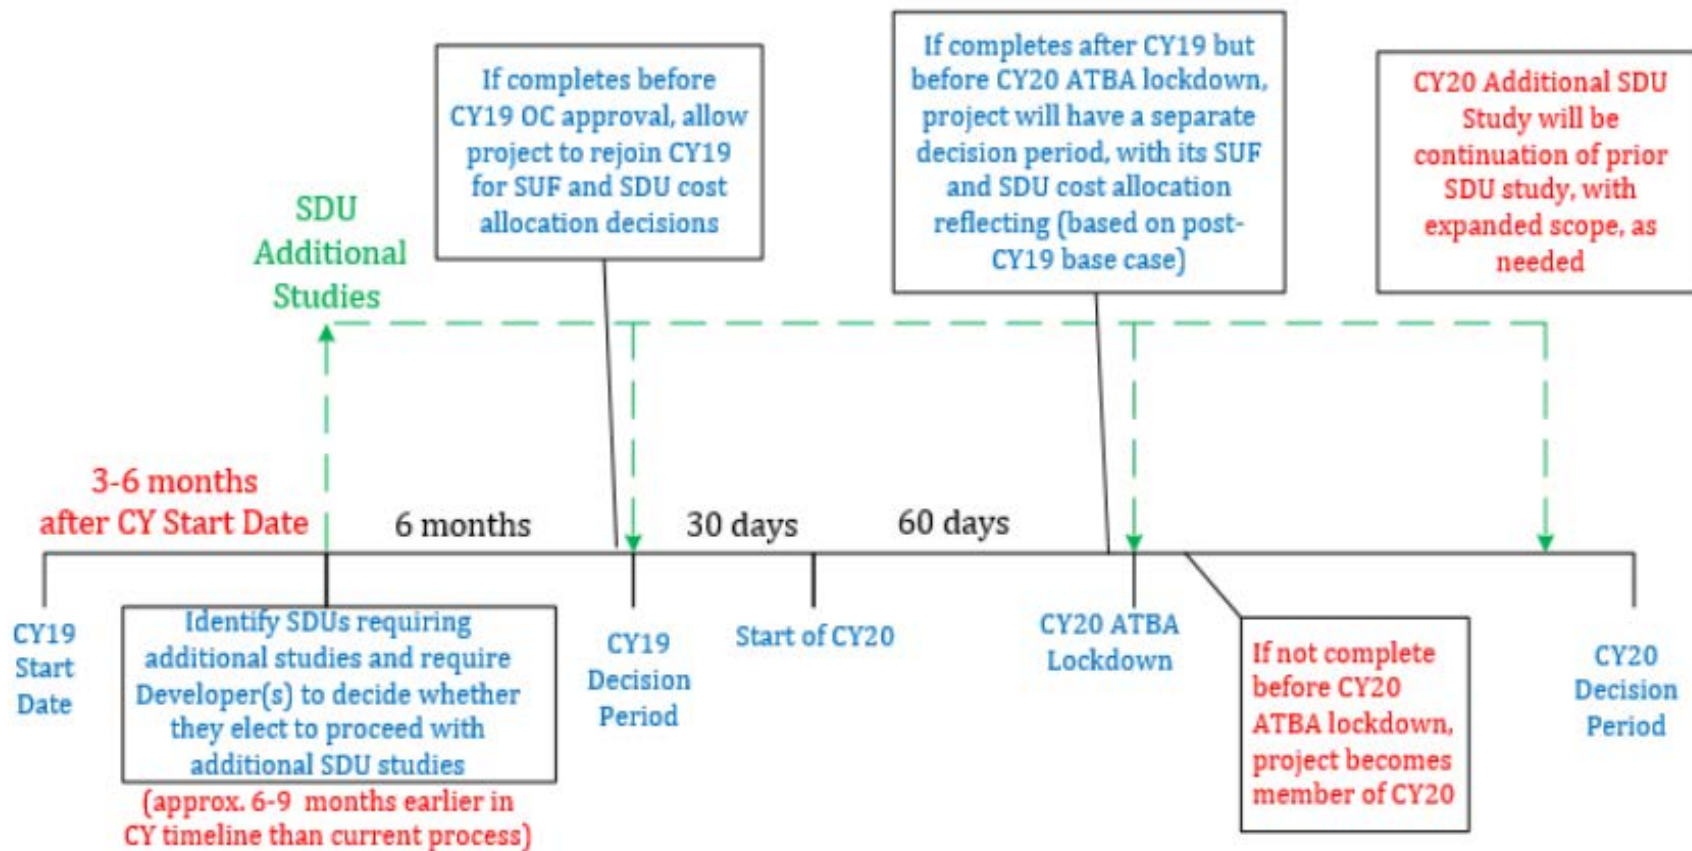 If completes before
CY19 OC approval, allow
project to rejoin CY19
for SUF and SDU cost
allocation decisions
If completes after CY19 but
before CY20 ATBA lockdown,
project will have a separate
decision period, with its SUF
and SDU cost allocation
reflecting (based on post-
CY19 base case)
CY20 Additional SDU
Study will be
continuation of prior
SDU study, with
expanded scope, as
needed
SDU
Additional
Studies
3-6 months
after CY Start Date
6 months
30 days
60 days
CY19
Start
Date
Identify SDUs requiring
additional studies and require
Developer(s) to decide whether
they elect to proceed with
additional SDU studies
(approx. 6-9 months earlier in
CY timeline than current process)
CY19
Decision
Period
Start of CY20
CY20 ATBA
Lockdown
If not complete
before CY20
ATBA lockdown,
project becomes
member of CY20
CY20
Decision
Period